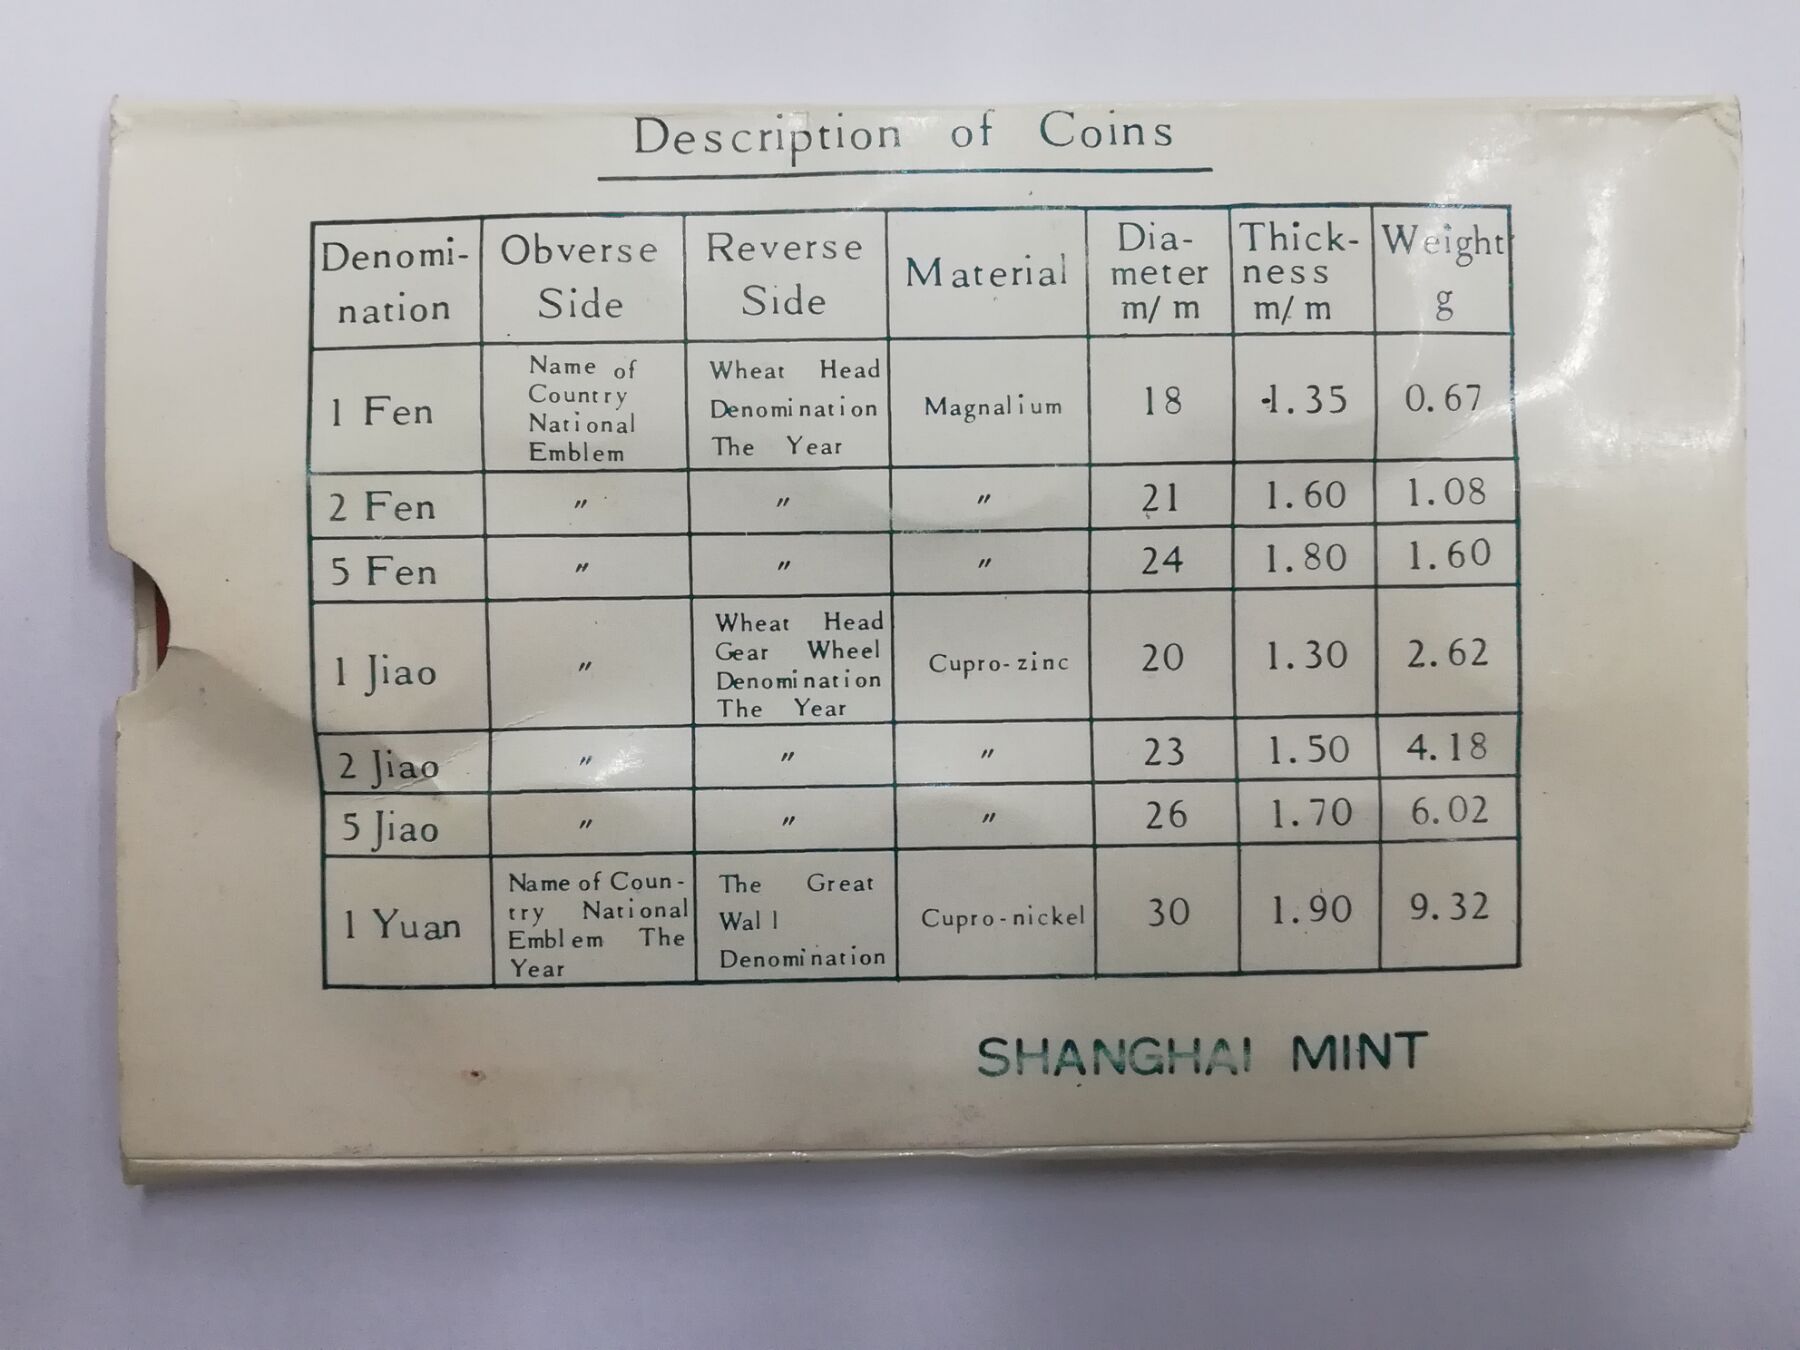 Description of Coins
Denomi-
nation
Obverse
Side
Reverse
Side
Material
Dia-
meter
m/m
Thick-
ness
m/m
Weight
g
1 Fen
Name of
Country
National
Emblem
Wheat Head
Denomination
The Year
Magnalium
18
1.35
0.67
2 Fen
〃
〃
〃
21
1.60
1.08
5 Fen
〃
〃
〃
24
1.80
1.60
1 Jiao
〃
Wheat Head
Gear Wheel
Denomination
The Year
Cupro-zinc
20
1.30
2.62
2 Jiao
〃
〃
〃
23
1.50
4.18
5 Jiao
〃
〃
〃
26
1.70
6.02
1 Yuan
Name of Coun-
try National
Emblem The
Year
The Great
Wall
Denomination
Cupro-nickel
30
1.90
9.32
SHANGHAI MINT